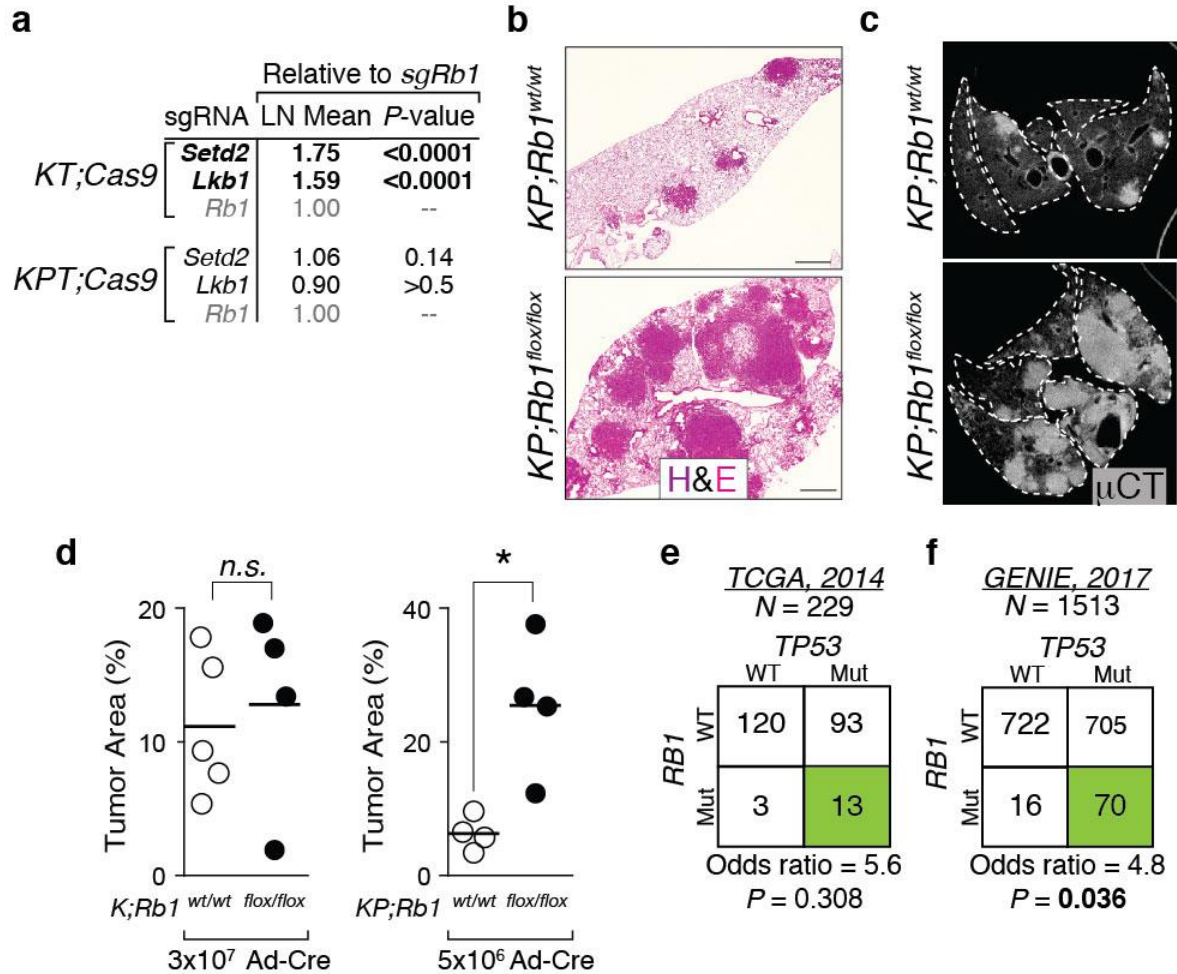 a
Relative to sgRb1
sgRNA LN Mean P-value
KT;Cas9
Setd2 1.75 <0.0001
Lkb1 1.59 <0.0001
Rb1 1.00 --
KPT;Cas9
Setd2 1.06 0.14
Lkb1 0.90 >0.5
Rb1 1.00 --
b
KP;Rb1wt/wt
KP;Rb1flox/flox
H&E
c
KP;Rb1wt/wt
KP;Rb1flox/flox
μCT
d
n.s.
Tumor Area (%)
20
10
0
K;Rb1 wt/wt flox/flox
3x10⁷ Ad-Cre
*
Tumor Area (%)
40
20
0
KP;Rb1 wt/wt flox/flox
5x10⁶ Ad-Cre
e
TCGA, 2014
N = 229
TP53
WT Mut
RB1
WT 120 93
Mut 3 13
Odds ratio = 5.6
P = 0.308
f
GENIE, 2017
N = 1513
TP53
WT Mut
RB1
WT 722 705
Mut 16 70
Odds ratio = 4.8
P = 0.036